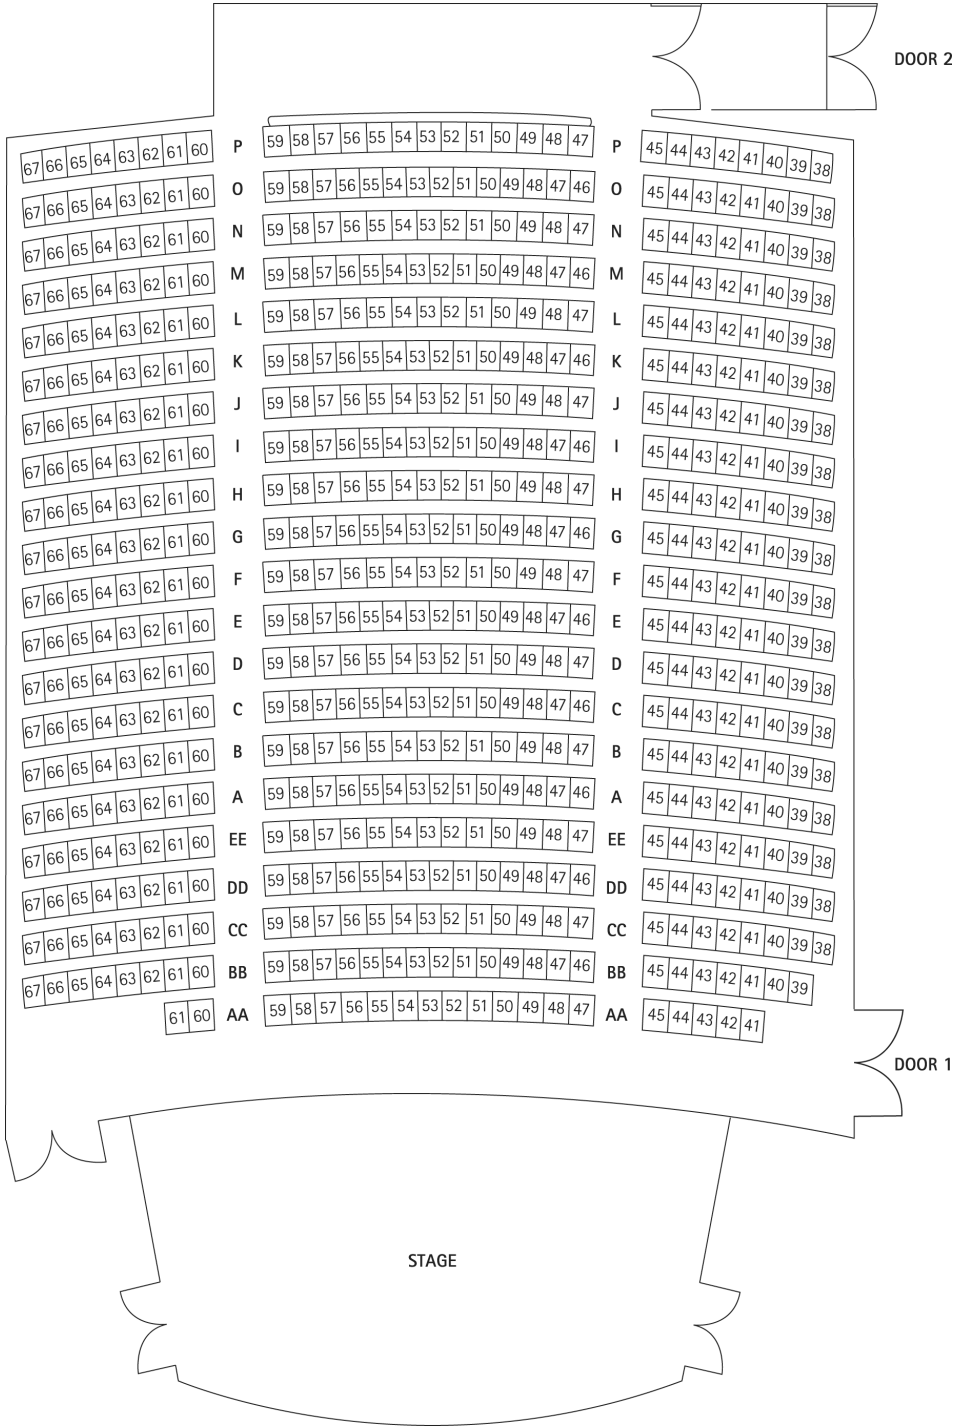 DOOR 2
67 66 65 64 63 62 61 60 P 59 58 57 56 55 54 53 52 51 50 49 48 47 P 45 44 43 42 41 40 39 38
67 66 65 64 63 62 61 60 O 59 58 57 56 55 54 53 52 51 50 49 48 47 46 O 45 44 43 42 41 40 39 38
67 66 65 64 63 62 61 60 N 59 58 57 56 55 54 53 52 51 50 49 48 47 N 45 44 43 42 41 40 39 38
67 66 65 64 63 62 61 60 M 59 58 57 56 55 54 53 52 51 50 49 48 47 46 M 45 44 43 42 41 40 39 38
67 66 65 64 63 62 61 60 L 59 58 57 56 55 54 53 52 51 50 49 48 47 L 45 44 43 42 41 40 39 38
67 66 65 64 63 62 61 60 K 59 58 57 56 55 54 53 52 51 50 49 48 47 46 K 45 44 43 42 41 40 39 38
67 66 65 64 63 62 61 60 J 59 58 57 56 55 54 53 52 51 50 49 48 47 J 45 44 43 42 41 40 39 38
67 66 65 64 63 62 61 60 I 59 58 57 56 55 54 53 52 51 50 49 48 47 46 I 45 44 43 42 41 40 39 38
67 66 65 64 63 62 61 60 H 59 58 57 56 55 54 53 52 51 50 49 48 47 H 45 44 43 42 41 40 39 38
67 66 65 64 63 62 61 60 G 59 58 57 56 55 54 53 52 51 50 49 48 47 46 G 45 44 43 42 41 40 39 38
67 66 65 64 63 62 61 60 F 59 58 57 56 55 54 53 52 51 50 49 48 47 F 45 44 43 42 41 40 39 38
67 66 65 64 63 62 61 60 E 59 58 57 56 55 54 53 52 51 50 49 48 47 46 E 45 44 43 42 41 40 39 38
67 66 65 64 63 62 61 60 D 59 58 57 56 55 54 53 52 51 50 49 48 47 D 45 44 43 42 41 40 39 38
67 66 65 64 63 62 61 60 C 59 58 57 56 55 54 53 52 51 50 49 48 47 46 C 45 44 43 42 41 40 39 38
67 66 65 64 63 62 61 60 B 59 58 57 56 55 54 53 52 51 50 49 48 47 B 45 44 43 42 41 40 39 38
67 66 65 64 63 62 61 60 A 59 58 57 56 55 54 53 52 51 50 49 48 47 46 A 45 44 43 42 41 40 39 38
67 66 65 64 63 62 61 60 EE 59 58 57 56 55 54 53 52 51 50 49 48 47 EE 45 44 43 42 41 40 39 38
67 66 65 64 63 62 61 60 DD 59 58 57 56 55 54 53 52 51 50 49 48 47 46 DD 45 44 43 42 41 40 39 38
67 66 65 64 63 62 61 60 CC 59 58 57 56 55 54 53 52 51 50 49 48 47 CC 45 44 43 42 41 40 39 38
67 66 65 64 63 62 61 60 BB 59 58 57 56 55 54 53 52 51 50 49 48 47 46 BB 45 44 43 42 41 40 39
61 60 AA 59 58 57 56 55 54 53 52 51 50 49 48 47 AA 45 44 43 42 41
DOOR 1
STAGE